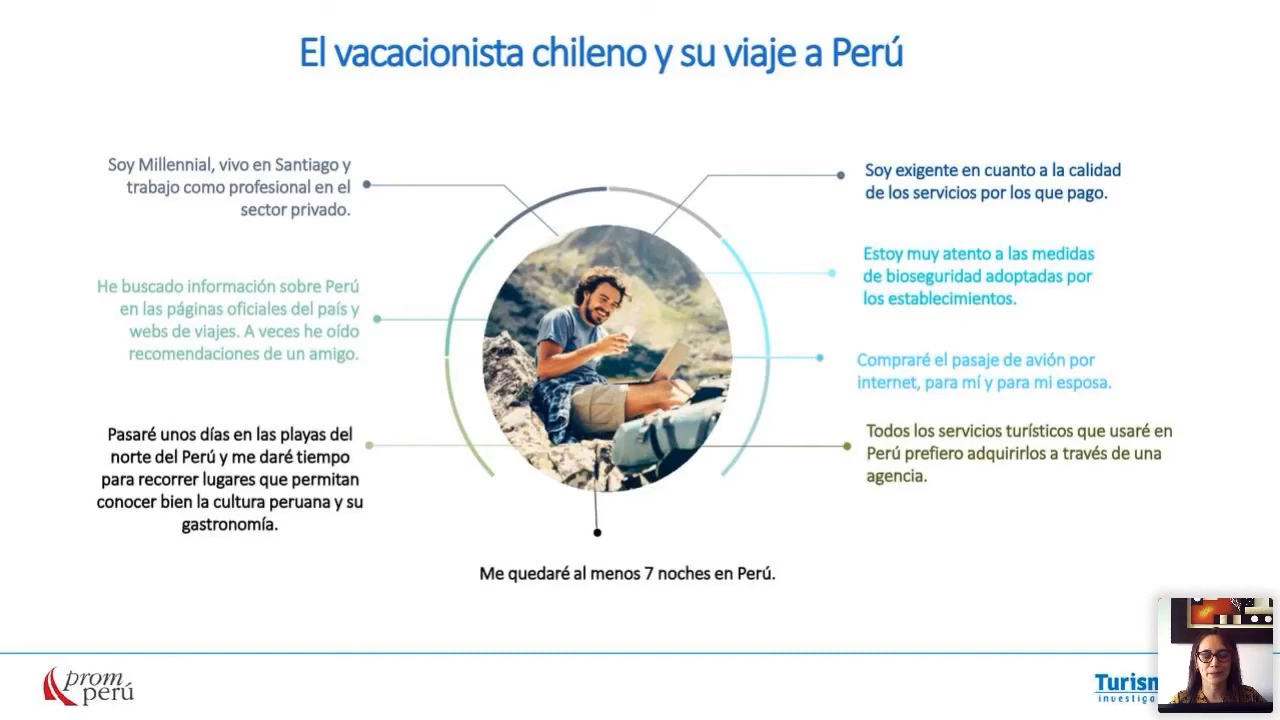 El vacacionista chileno y su viaje a Perú
Soy Millennial, vivo en Santiago y
trabajo como profesional en el
sector privado.
He buscado información sobre Perú
en las páginas oficiales del país y
webs de viajes. A veces he oído
recomendaciones de un amigo.
Pasaré unos días en las playas del
norte del Perú y me daré tiempo
para recorrer lugares que permitan
conocer bien la cultura peruana y su
gastronomía.
Me quedaré al menos 7 noches en Perú.
Soy exigente en cuanto a la calidad
de los servicios por los que pago.
Estoy muy atento a las medidas
de bioseguridad adoptadas por
los establecimientos.
Compraré el pasaje de avión por
internet, para mí y para mi esposa.
Todos los servicios turísticos que usaré en
Perú prefiero adquirirlos a través de una
agencia.
prom
perú